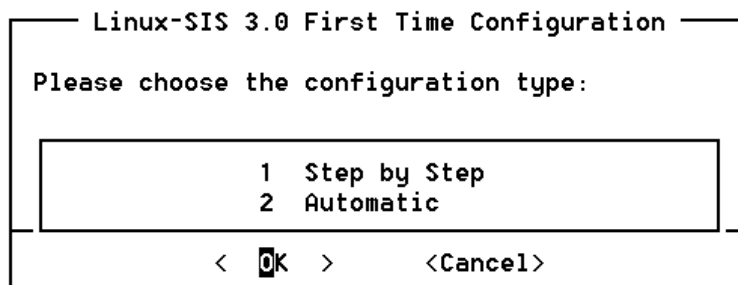 Linux-SIS 3.0 First Time Configuration
Please choose the configuration type:
1 Step by Step
2 Automatic
< OK > <Cancel>